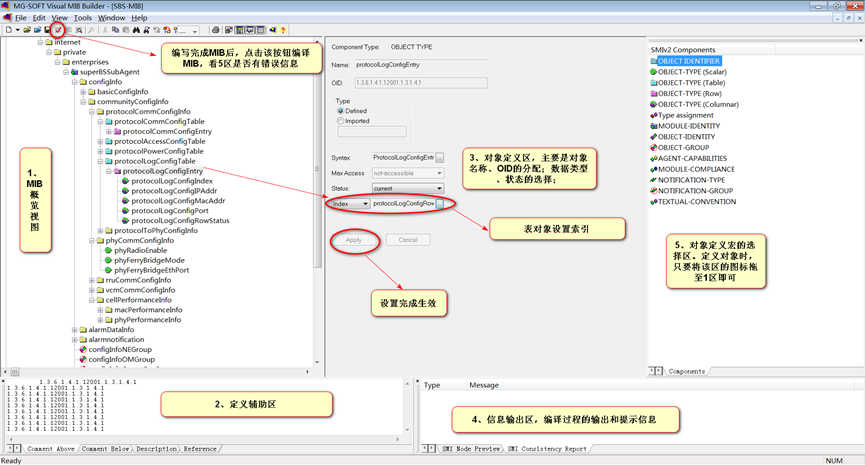 MG-SOFT Visual MIB Builder - [SBS-MIB]
File Edit View Tools Window Help
internet
private
enterprises
superBSSubAgent
configInfo
basicConfigInfo
communityConfigInfo
protocolCommConfigInfo
protocolCommConfigTable
protocolCommConfigEntry
protocolAccessConfigTable
protocolPowerConfigTable
protocolLogConfigTable
protocolLogConfigEntry
protocolLogConfigIndex
protocolLogConfigIPAddr
protocolLogConfigMacAddr
protocolLogConfigPort
protocolLogConfigRowStatus
protocolToPhyConfigInfo
phyCommConfigInfo
phyRadioEnable
phyFerryBridgeMode
phyFerryBridgeEthPort
rruCommConfigInfo
vcmCommConfigInfo
cellPerformanceInfo
macPerformanceInfo
phyPerformanceInfo
alarmDataInfo
alarmnotification
configInfoNEGroup
configInfoOMGroup
1、
MIB
概览
视图
编写完成MIB后，点击该按钮编译
MIB，看5区是否有错误信息
Component Type: OBJECT TYPE
Name: protocolLogConfigEntry
OID: 1.3.6.1.4.1.12001.1.3.1.4.1
Type
Defined
Imported
Syntax: ProtocolLogConfigEntr ...
Max Access not-accessible
Status: current
Index protocolLogConfigRow ...
Apply Cancel
3、对象定义区，主要是对象
名称、OID的分配；数据类型
、状态的选择；
表对象设置索引
设置完成生效
SMIv2 Components
OBJECT IDENTIFIER
OBJECT-TYPE (Scalar)
OBJECT-TYPE (Table)
OBJECT-TYPE (Row)
OBJECT-TYPE (Columnar)
Type assignment
MODULE-IDENTITY
OBJECT-IDENTITY
OBJECT-GROUP
AGENT-CAPABILITIES
MODULE-COMPLIANCE
NOTIFICATION-TYPE
NOTIFICATION-GROUP
TEXTUAL-CONVENTION
5、对象定义宏的选
择区。定义对象时，
只要将该区的图标拖
至1区即可
Components
1.3.6.1.4.1.12001.1.3.1.4.1
1.3.6.1.4.1.12001.1.3.1.4.1
1.3.6.1.4.1.12001.1.3.1.4.1
1.3.6.1.4.1.12001.1.3.1.4.1
1.3.6.1.4.1.12001.1.3.1.4.1
1.3.6.1.4.1.12001.1.3.1.4.1
1.3.6.1.4.1.12001.1.3.1.4.1
1.3.6.1.4.1.12001.1.3.1.4.1
1.3.6.1.4.1.12001.1.3.1.4.1
2、定义辅助区
Comment Above Comment Below Description Reference
Type Message
4、信息输出区，编译过程的输出和提示信息
SMI Node Preview SMI Consistency Report
Ready NUM